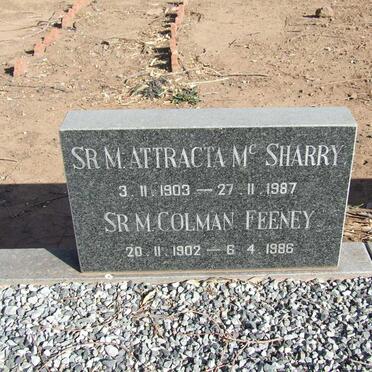 SR M. ATTRACTA Mc SHARRY
3. 11. 1903 — 27. 11. 1987
SR M. COLMAN FEENEY
20. 11. 1902 — 6. 4. 1986